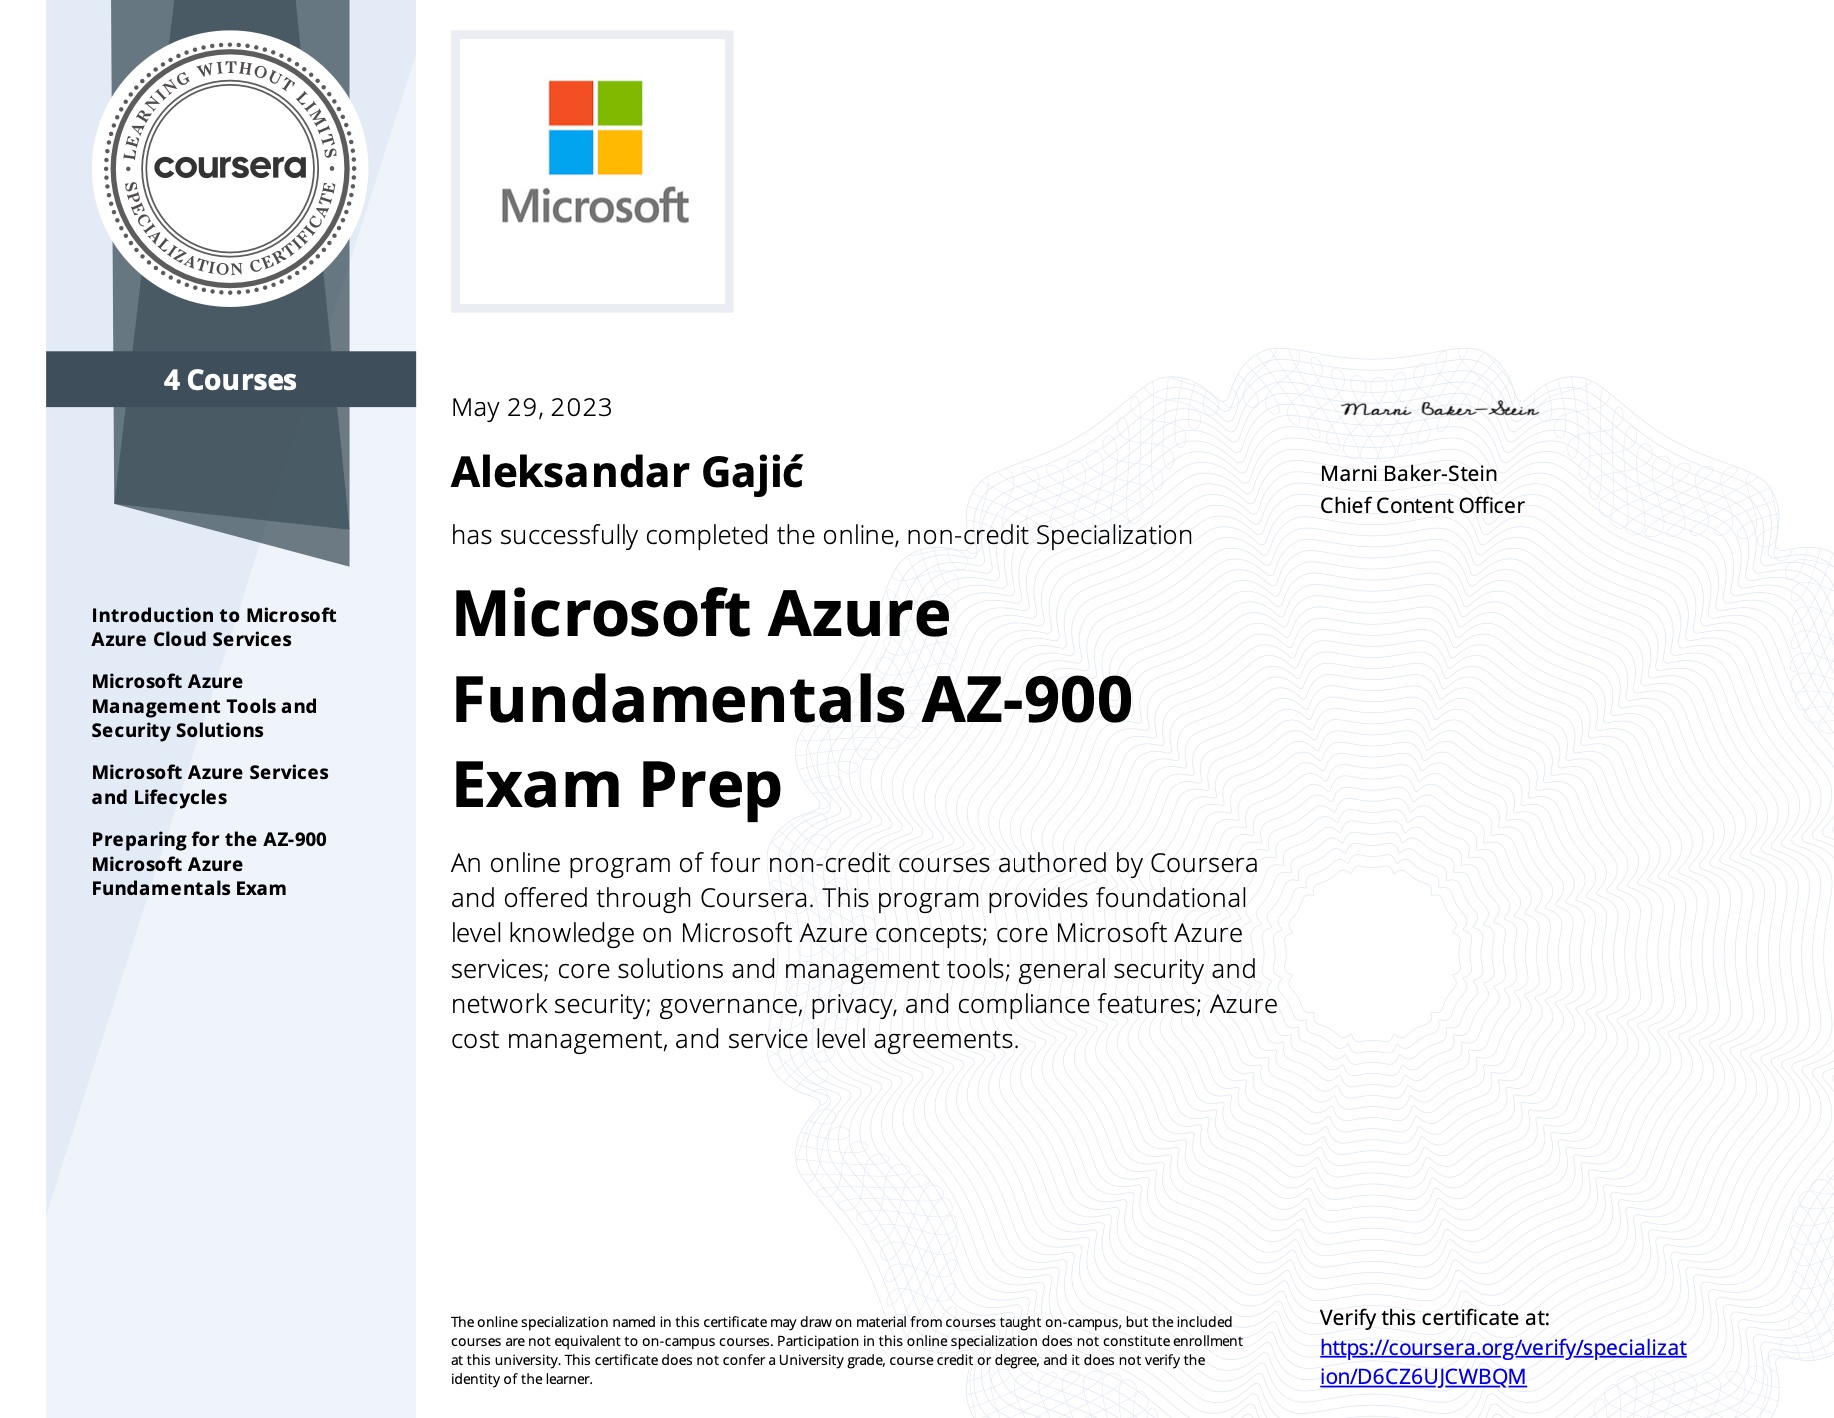 LEARNING WITHOUT LIMITS
coursera
SPECIALIZATION CERTIFICATE
Microsoft
4 Courses
Introduction to Microsoft
Azure Cloud Services
Microsoft Azure
Management Tools and
Security Solutions
Microsoft Azure Services
and Lifecycles
Preparing for the AZ-900
Microsoft Azure
Fundamentals Exam
May 29, 2023
Aleksandar Gajić
has successfully completed the online, non-credit Specialization
Microsoft Azure
Fundamentals AZ-900
Exam Prep
An online program of four non-credit courses authored by Coursera
and offered through Coursera. This program provides foundational
level knowledge on Microsoft Azure concepts; core Microsoft Azure
services; core solutions and management tools; general security and
network security; governance, privacy, and compliance features; Azure
cost management, and service level agreements.
Marni Baker-Stein
Marni Baker-Stein
Chief Content Officer
The online specialization named in this certificate may draw on material from courses taught on-campus, but the included
courses are not equivalent to on-campus courses. Participation in this online specialization does not constitute enrollment
at this university. This certificate does not confer a University grade, course credit or degree, and it does not verify the
identity of the learner.
Verify this certificate at:
https://coursera.org/verify/specializat
ion/D6CZ6UJCWBQM